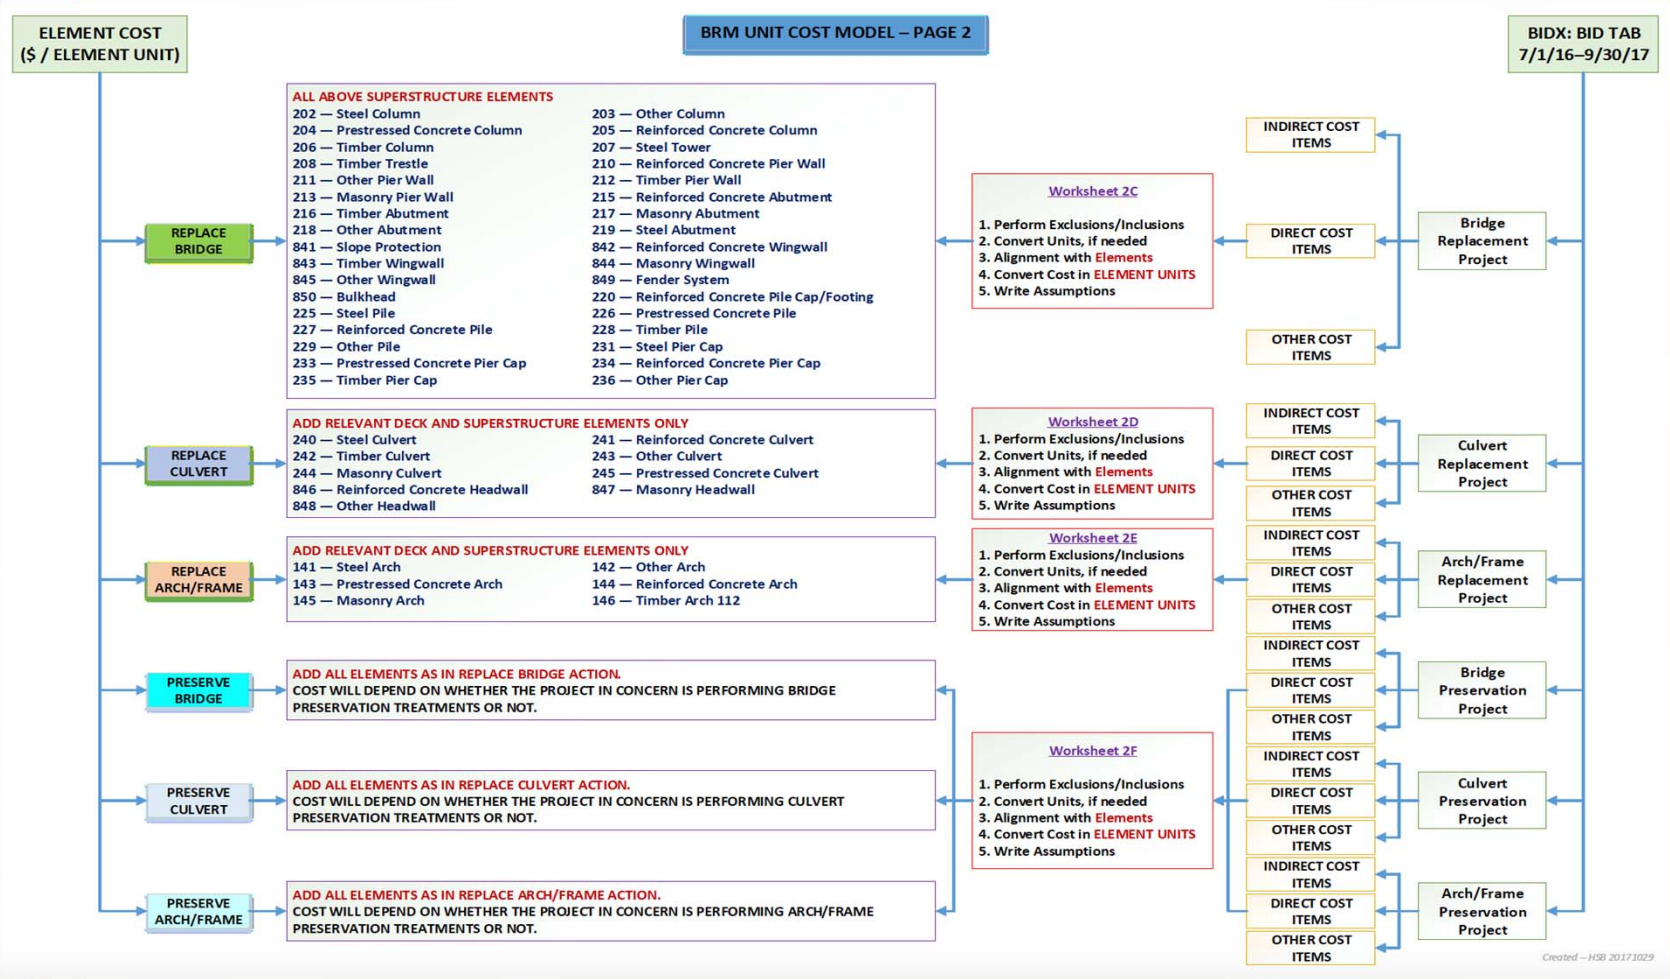 ELEMENT COST
($ / ELEMENT UNIT)
BRM UNIT COST MODEL – PAGE 2
BIDX: BID TAB
7/1/16–9/30/17
REPLACE
BRIDGE
ALL ABOVE SUPERSTRUCTURE ELEMENTS
202 — Steel Column
203 — Other Column
204 — Prestressed Concrete Column
205 — Reinforced Concrete Column
206 — Timber Column
207 — Steel Tower
208 — Timber Trestle
210 — Reinforced Concrete Pier Wall
211 — Other Pier Wall
212 — Timber Pier Wall
213 — Masonry Pier Wall
215 — Reinforced Concrete Abutment
216 — Timber Abutment
217 — Masonry Abutment
218 — Other Abutment
219 — Steel Abutment
841 — Slope Protection
842 — Reinforced Concrete Wingwall
843 — Timber Wingwall
844 — Masonry Wingwall
845 — Other Wingwall
849 — Fender System
850 — Bulkhead
220 — Reinforced Concrete Pile Cap/Footing
225 — Steel Pile
226 — Prestressed Concrete Pile
227 — Reinforced Concrete Pile
228 — Timber Pile
229 — Other Pile
231 — Steel Pier Cap
233 — Prestressed Concrete Pier Cap
234 — Reinforced Concrete Pier Cap
235 — Timber Pier Cap
236 — Other Pier Cap
Worksheet 2C
1. Perform Exclusions/Inclusions
2. Convert Units, if needed
3. Alignment with Elements
4. Convert Cost in ELEMENT UNITS
5. Write Assumptions
INDIRECT COST
ITEMS
DIRECT COST
ITEMS
OTHER COST
ITEMS
Bridge
Replacement
Project
REPLACE
CULVERT
ADD RELEVANT DECK AND SUPERSTRUCTURE ELEMENTS ONLY
240 — Steel Culvert
241 — Reinforced Concrete Culvert
242 — Timber Culvert
243 — Other Culvert
244 — Masonry Culvert
245 — Prestressed Concrete Culvert
846 — Reinforced Concrete Headwall
847 — Masonry Headwall
848 — Other Headwall
Worksheet 2D
1. Perform Exclusions/Inclusions
2. Convert Units, if needed
3. Alignment with Elements
4. Convert Cost in ELEMENT UNITS
5. Write Assumptions
INDIRECT COST
ITEMS
DIRECT COST
ITEMS
OTHER COST
ITEMS
Culvert
Replacement
Project
REPLACE
ARCH/FRAME
ADD RELEVANT DECK AND SUPERSTRUCTURE ELEMENTS ONLY
141 — Steel Arch
142 — Other Arch
143 — Prestressed Concrete Arch
144 — Reinforced Concrete Arch
145 — Masonry Arch
146 — Timber Arch 112
Worksheet 2E
1. Perform Exclusions/Inclusions
2. Convert Units, if needed
3. Alignment with Elements
4. Convert Cost in ELEMENT UNITS
5. Write Assumptions
INDIRECT COST
ITEMS
DIRECT COST
ITEMS
OTHER COST
ITEMS
Arch/Frame
Replacement
Project
PRESERVE
BRIDGE
ADD ALL ELEMENTS AS IN REPLACE BRIDGE ACTION.
COST WILL DEPEND ON WHETHER THE PROJECT IN CONCERN IS PERFORMING BRIDGE
PRESERVATION TREATMENTS OR NOT.
INDIRECT COST
ITEMS
DIRECT COST
ITEMS
OTHER COST
ITEMS
Bridge
Preservation
Project
PRESERVE
CULVERT
ADD ALL ELEMENTS AS IN REPLACE CULVERT ACTION.
COST WILL DEPEND ON WHETHER THE PROJECT IN CONCERN IS PERFORMING CULVERT
PRESERVATION TREATMENTS OR NOT.
Worksheet 2F
1. Perform Exclusions/Inclusions
2. Convert Units, if needed
3. Alignment with Elements
4. Convert Cost in ELEMENT UNITS
5. Write Assumptions
INDIRECT COST
ITEMS
DIRECT COST
ITEMS
OTHER COST
ITEMS
Culvert
Preservation
Project
PRESERVE
ARCH/FRAME
ADD ALL ELEMENTS AS IN REPLACE ARCH/FRAME ACTION.
COST WILL DEPEND ON WHETHER THE PROJECT IN CONCERN IS PERFORMING ARCH/FRAME
PRESERVATION TREATMENTS OR NOT.
INDIRECT COST
ITEMS
DIRECT COST
ITEMS
OTHER COST
ITEMS
Arch/Frame
Preservation
Project
Created – HSB 20171029